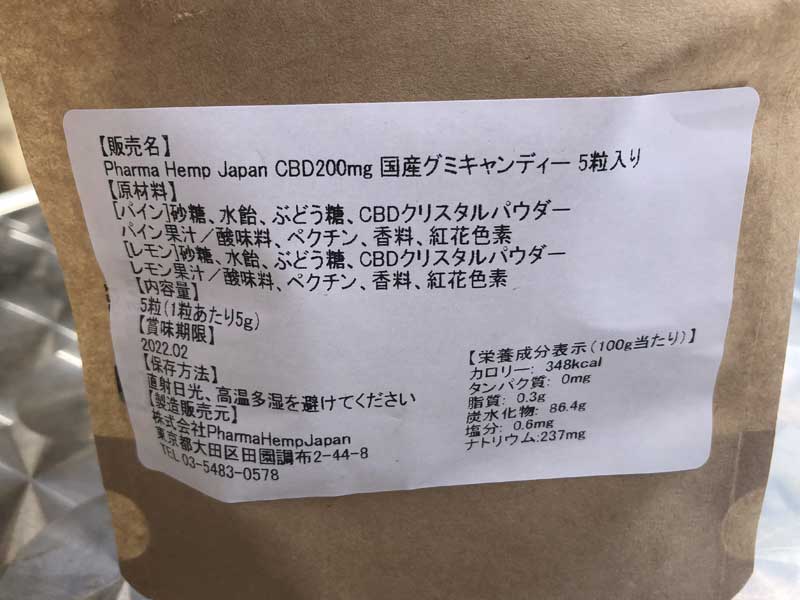 【販売名】
Pharma Hemp Japan CBD200mg 国産グミキャンディー 5粒入り
【原材料】
[パイン]砂糖、水飴、ぶどう糖、CBDクリスタルパウダー
パイン果汁／酸味料、ペクチン、香料、紅花色素
[レモン]砂糖、水飴、ぶどう糖、CBDクリスタルパウダー
レモン果汁／酸味料、ペクチン、香料、紅花色素
【内容量】
5粒(1粒あたり5g)
【賞味期限】
2022.02
【保存方法】
直射日光、高温多湿を避けてください
【製造販売元】
株式会社PharmaHempJapan
東京都大田区田園調布2-44-8
TEL 03-5483-0578
【栄養成分表示(100g当たり)】
カロリー: 348kcal
タンパク質: 0mg
脂質: 0.3g
炭水化物: 86.4g
塩分: 0.6mg
ナトリウム:237mg